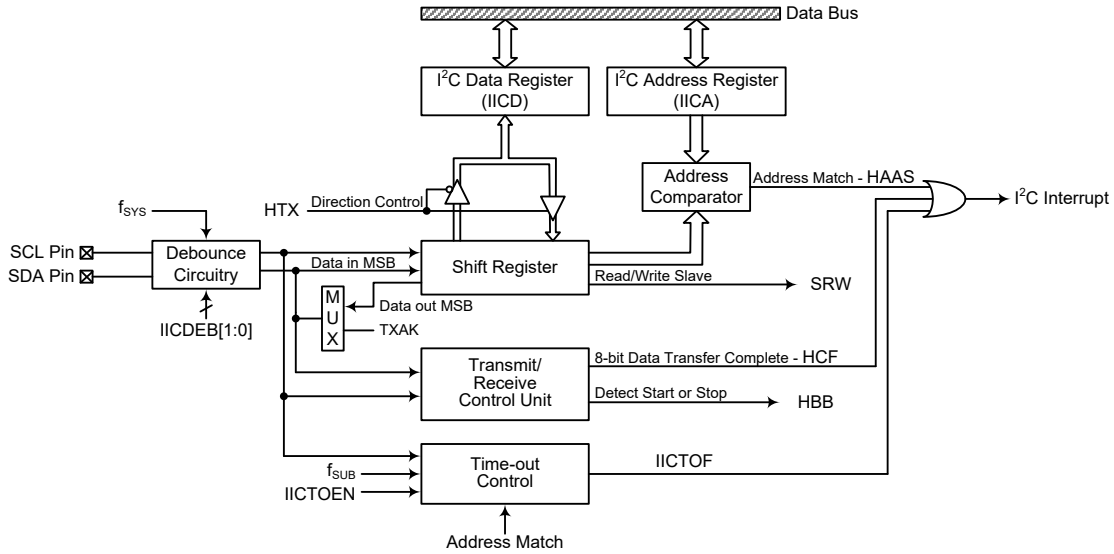 Data Bus
I²C Data Register
(IICD)
I²C Address Register
(IICA)
Address
Comparator
Address Match - HAAS
I²C Interrupt
HTX
Direction Control
fSYS
SCL Pin
SDA Pin
Debounce
Circuitry
IICDEB[1:0]
Data in MSB
Shift Register
Read/Write Slave
SRW
M
U
X
Data out MSB
TXAK
Transmit/
Receive
Control Unit
8-bit Data Transfer Complete - HCF
Detect Start or Stop
HBB
Time-out
Control
IICTOF
fSUB
IICTOEN
Address Match